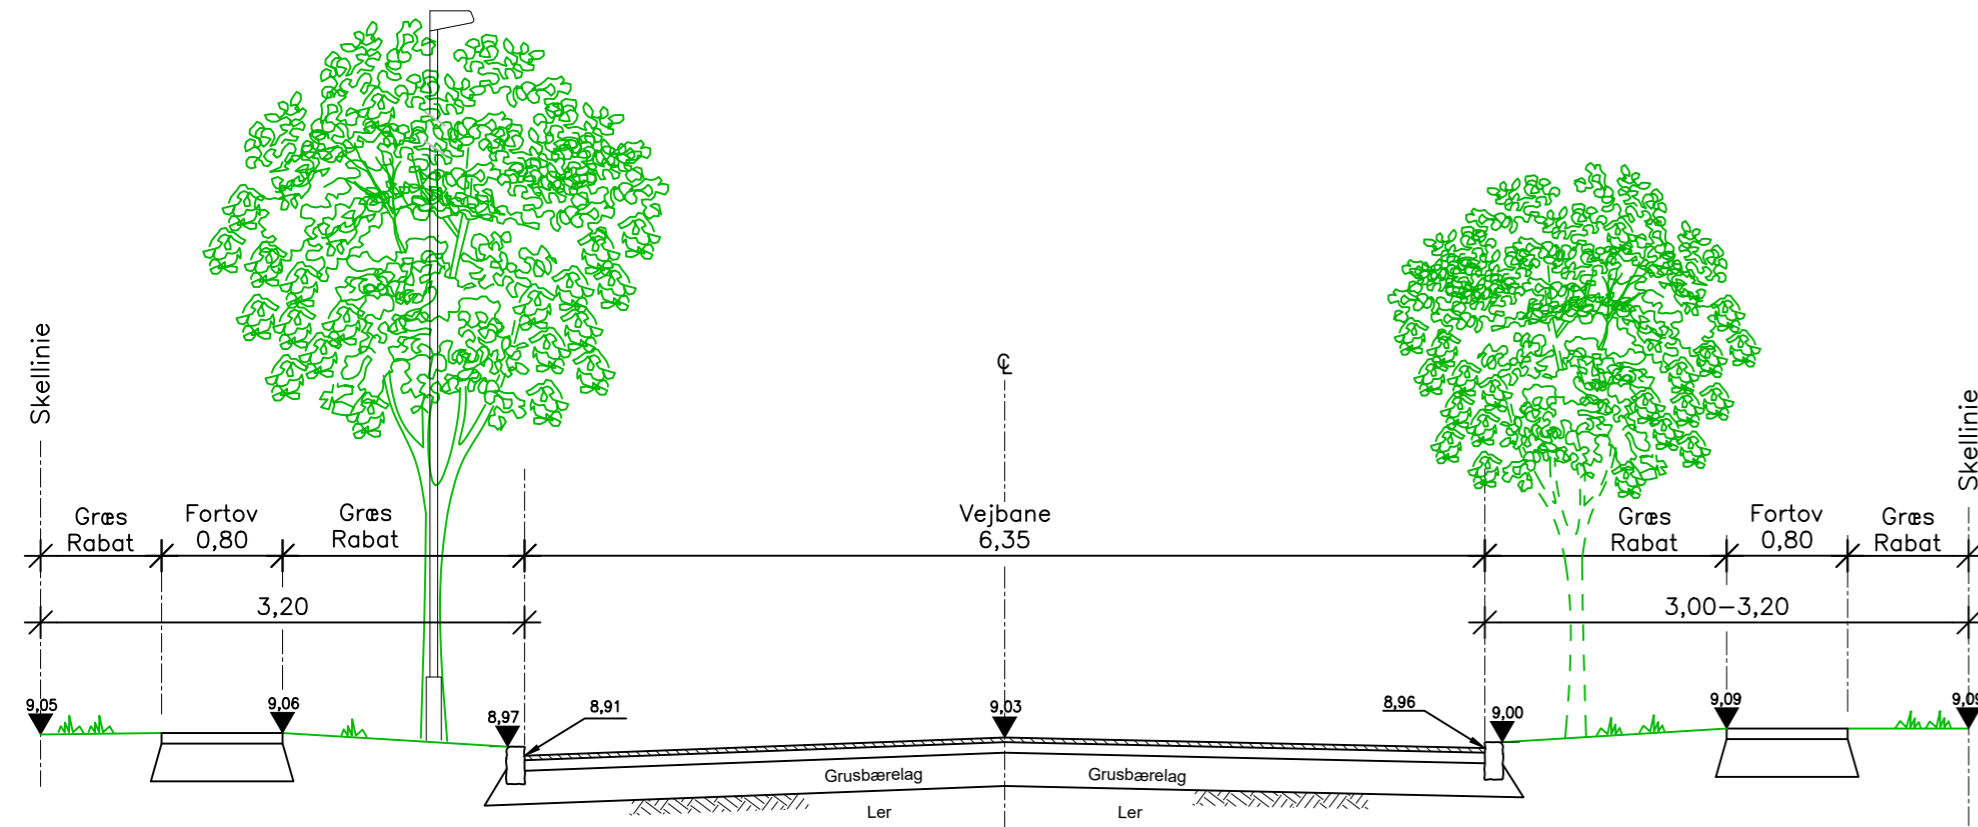 Skellinie
℄
Skellinie
Græs
Rabat
Fortov
0,80
Græs
Rabat
Vejbane
6,35
Græs
Rabat
Fortov
0,80
Græs
Rabat
3,20
3,00-3,20
9,05
9,06
8,97
8,91
9,03
8,96
9,00
9,09
9,09
Grusbærelag
Grusbærelag
Ler
Ler